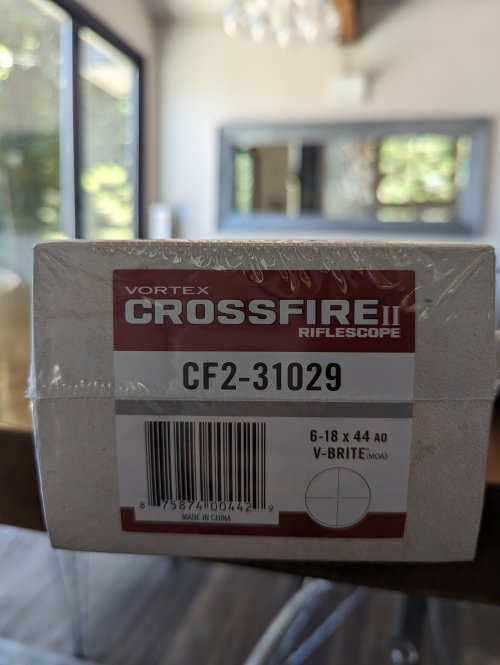 VORTEX®
CROSSFIRE II
RIFLESCOPE
CF2-31029
6-18 x 44 AO
V-BRITE® (MOA)
8 75874 00442 9
MADE IN CHINA